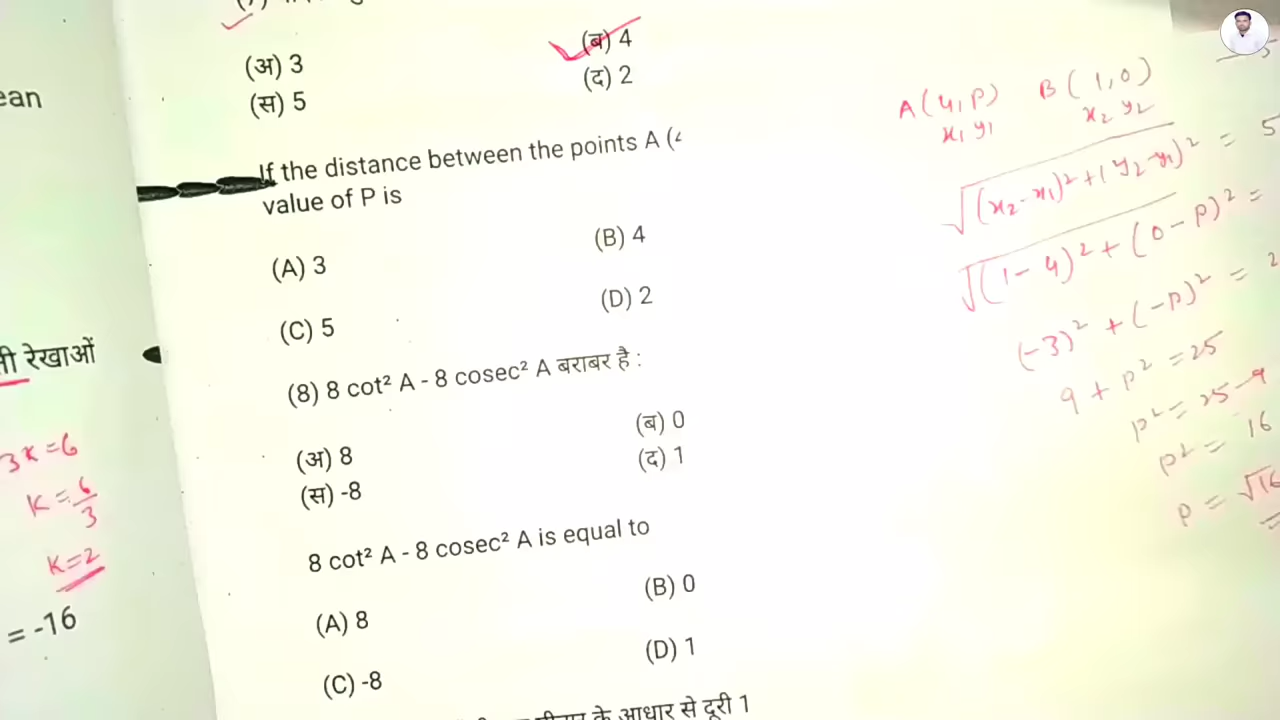 (अ) 3
(ब) 4
(स) 5
(द) 2
If the distance between the points A (4
value of P is
(A) 3
(B) 4
(C) 5
(D) 2
(8) 8 cot² A - 8 cosec² A बराबर है :
(अ) 8
(ब) 0
(स) -8
(द) 1
8 cot² A - 8 cosec² A is equal to
(A) 8
(B) 0
(C) -8
(D) 1
के आधार से दूरी 1
ean
रेखाओं
3K=6
K=6/3
K=2
= -16
A(4,P) B(1,0)
x₁ y₁ x₂ y₂
√(x₂-x₁)²+(y₂-y₁)² = 5
√(1-4)²+(0-P)² =
(-3)²+(-P)² = 2
9+P²=25
P²=25-9
P²= 16
P = √16